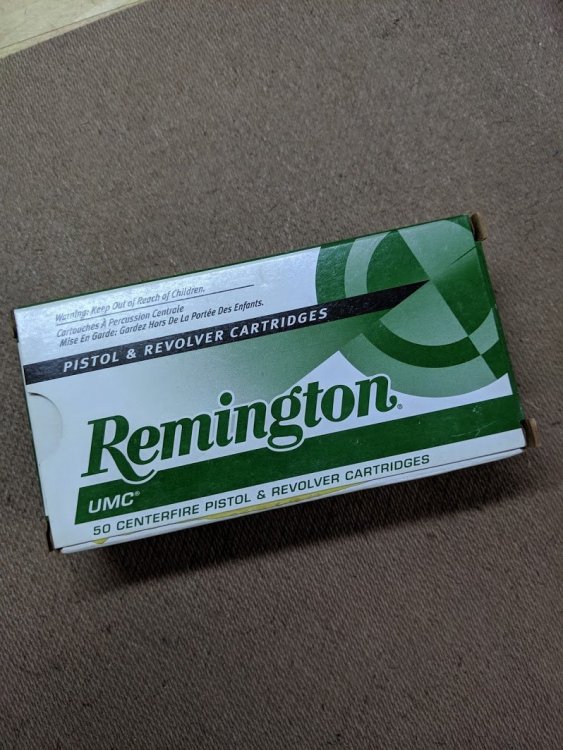 Warning: Keep Out of Reach of Children.
Cartouches À Percussion Centrale
Mise En Garde: Gardez Hors De La Portée Des Enfants.
PISTOL & REVOLVER CARTRIDGES
Remington®
UMC®
50 CENTERFIRE PISTOL & REVOLVER CARTRIDGES